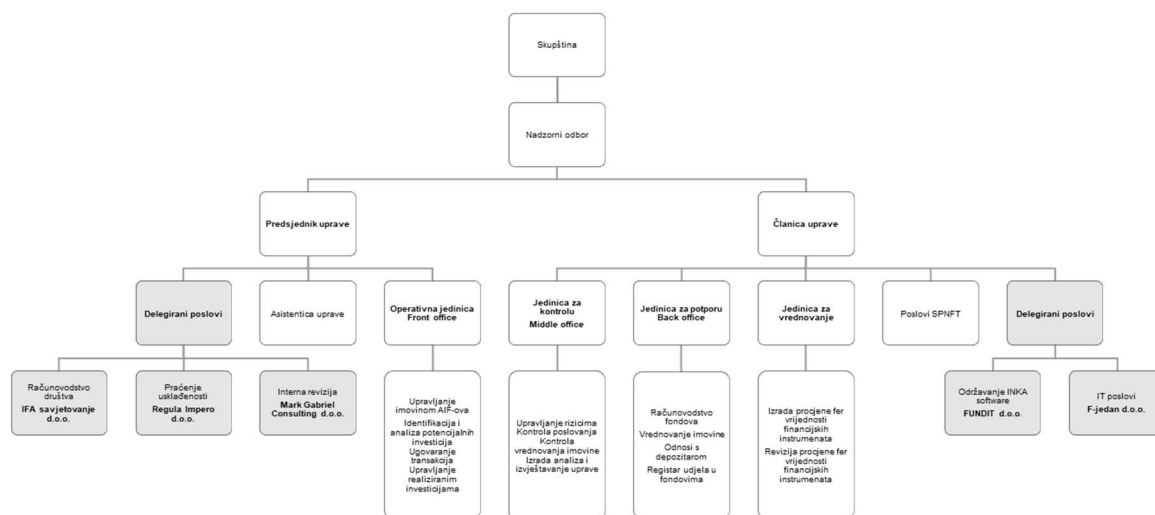 Skupština
Nadzorni odbor
Predsjednik uprave
Članica uprave
Delegirani poslovi
Asistentica uprave
Operativna jedinica
Front office
Jedinica za
kontrolu
Middle office
Jedinica za potporu
Back office
Jedinica za
vrednovanje
Poslovi SPNFT
Delegirani poslovi
Računovodstvo
društva
IFA savjetovanje
d.o.o.
Praćenje
usklađenosti
Regula Impero
d.o.o.
Interna revizija
Mark Gabriel
Consulting d.o.o.
Upravljanje
imovinom AIF-ova
Identifikacija i
analiza potencijalnih
investicija
Ugovaranje
transakcija
Upravljanje
realiziranim
investicijama
Upravljanje rizicima
Kontrola poslovanja
Kontrola
vrednovanja imovine
Izrada analiza i
izvještavanje uprave
Računovodstvo
fondova
Vrednovanje imovine
Odnosi s
depozitarom
Registar udjela u
fondovima
Izrada procjene fer
vrijednosti
financijskih
instrumenata
Revizija procjene fer
vrijednosti
financijskih
instrumenata
Održavanje INKA
software
FUNDIT d.o.o.
IT poslovi
F-jedan d.o.o.